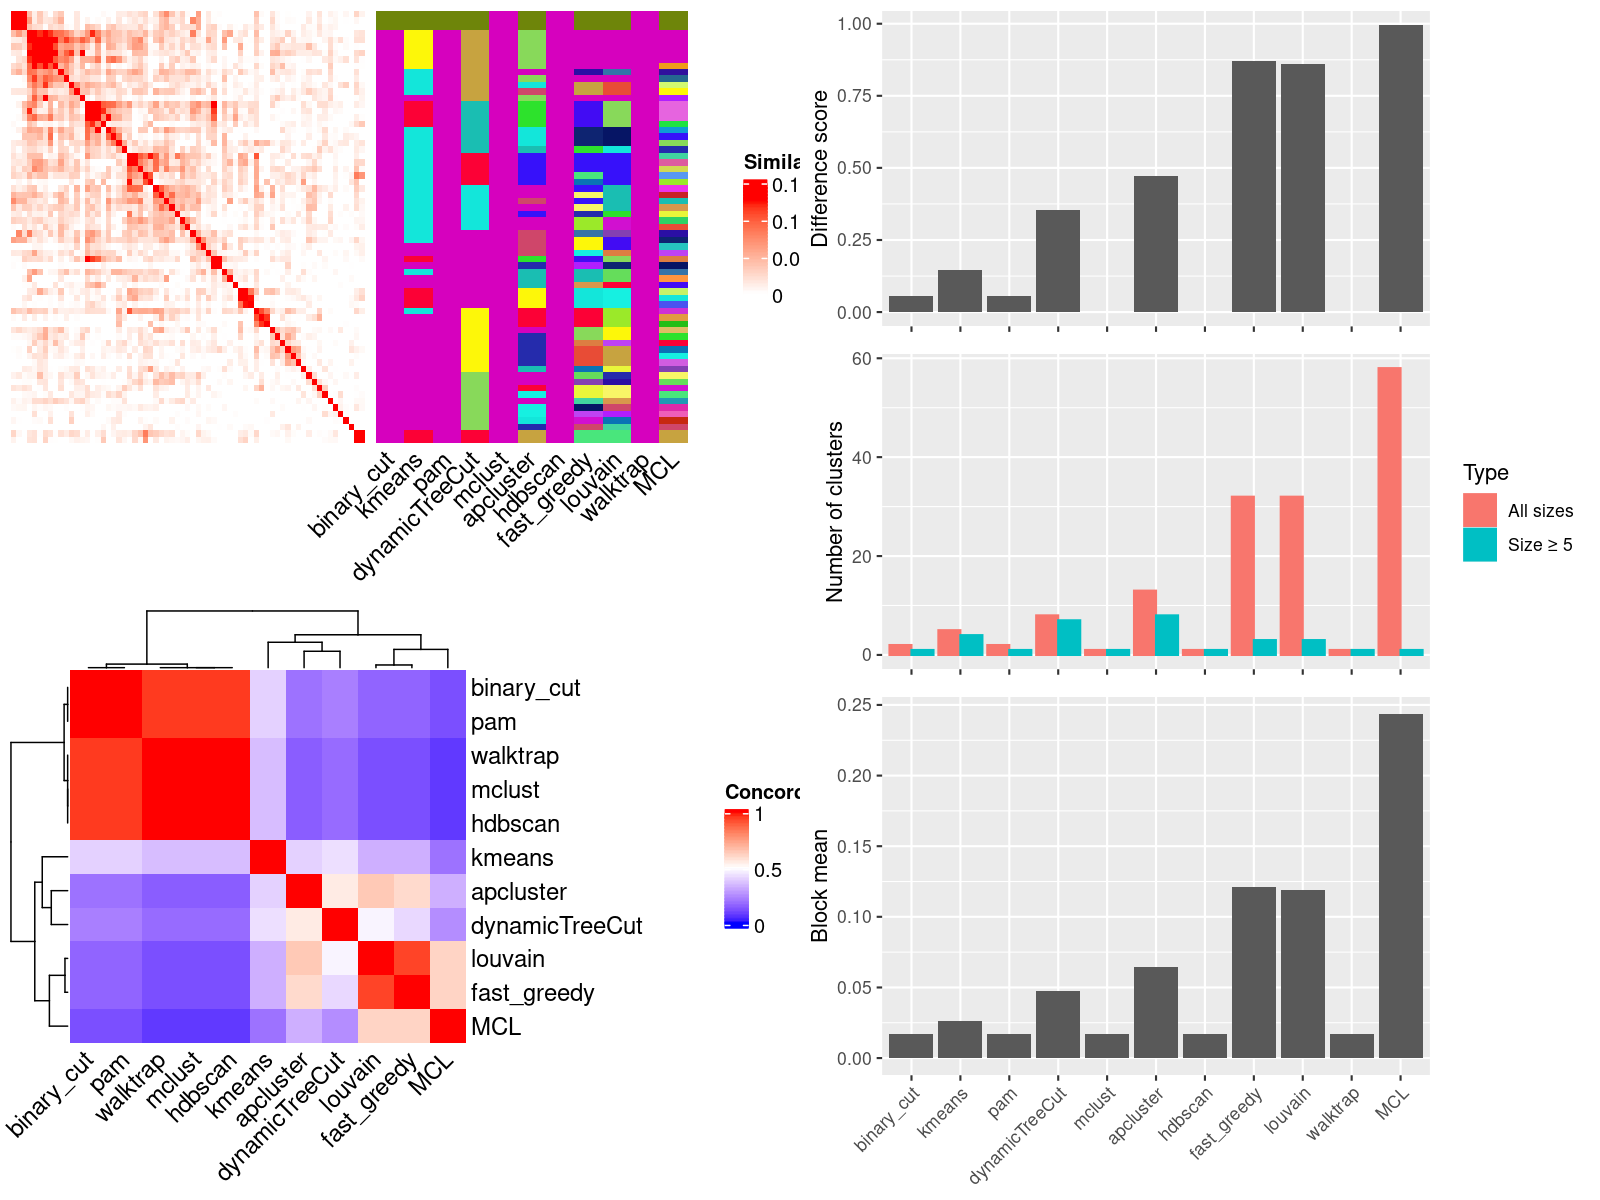 Simila
0.1
0.1
0.0
0
binary_cut
kmeans
pam
dynamicTreeCut
mclust
apcluster
hdbscan
fast_greedy
louvain
walktrap
MCL
binary_cut
pam
walktrap
mclust
hdbscan
kmeans
apcluster
dynamicTreeCut
louvain
fast_greedy
MCL
Concord
1
0.5
0
binary_cut
pam
walktrap
mclust
hdbscan
kmeans
apcluster
dynamicTreeCut
louvain
fast_greedy
MCL
Difference score
1.00
0.75
0.50
0.25
0.00
Number of clusters
60
40
20
0
Type
All sizes
Size ≥ 5
Block mean
0.25
0.20
0.15
0.10
0.05
0.00
binary_cut
kmeans
pam
dynamicTreeCut
mclust
apcluster
hdbscan
fast_greedy
louvain
walktrap
MCL